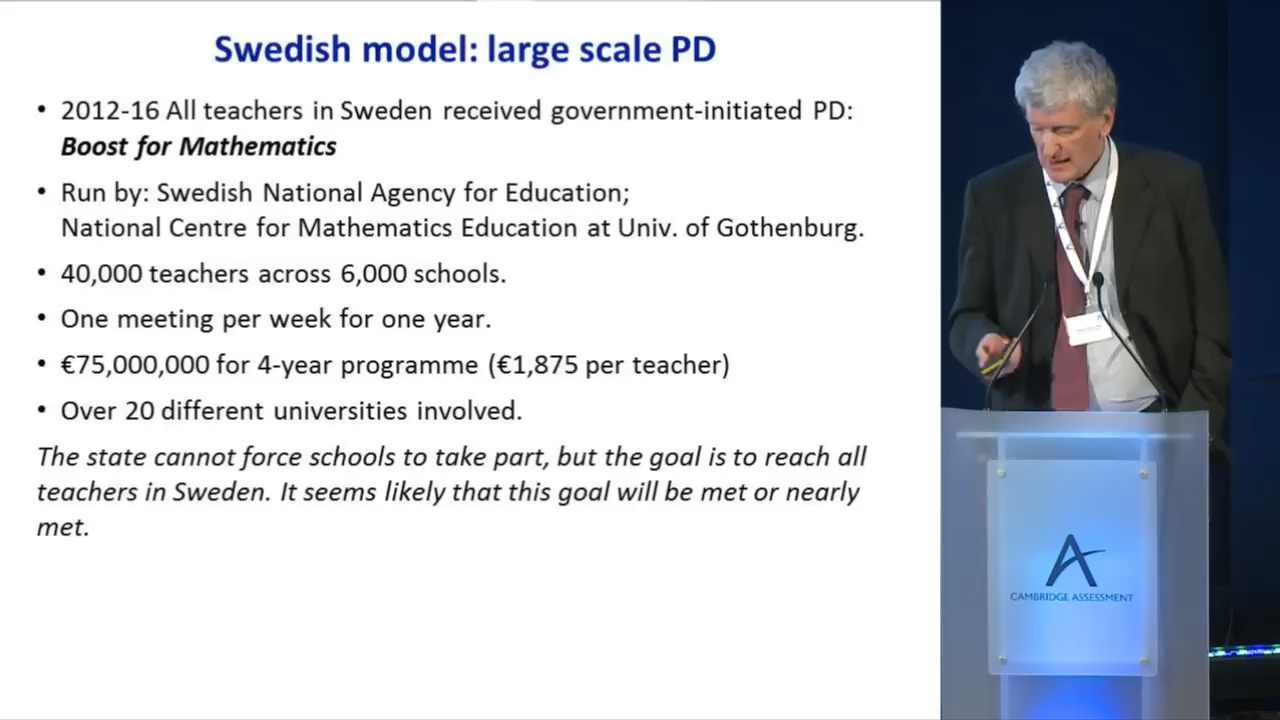 Swedish model: large scale PD
• 2012-16 All teachers in Sweden received government-initiated PD:
Boost for Mathematics
• Run by: Swedish National Agency for Education;
National Centre for Mathematics Education at Univ. of Gothenburg.
• 40,000 teachers across 6,000 schools.
• One meeting per week for one year.
• €75,000,000 for 4-year programme (€1,875 per teacher)
• Over 20 different universities involved.
The state cannot force schools to take part, but the goal is to reach all
teachers in Sweden. It seems likely that this goal will be met or nearly
met.
CAMBRIDGE ASSESSMENT